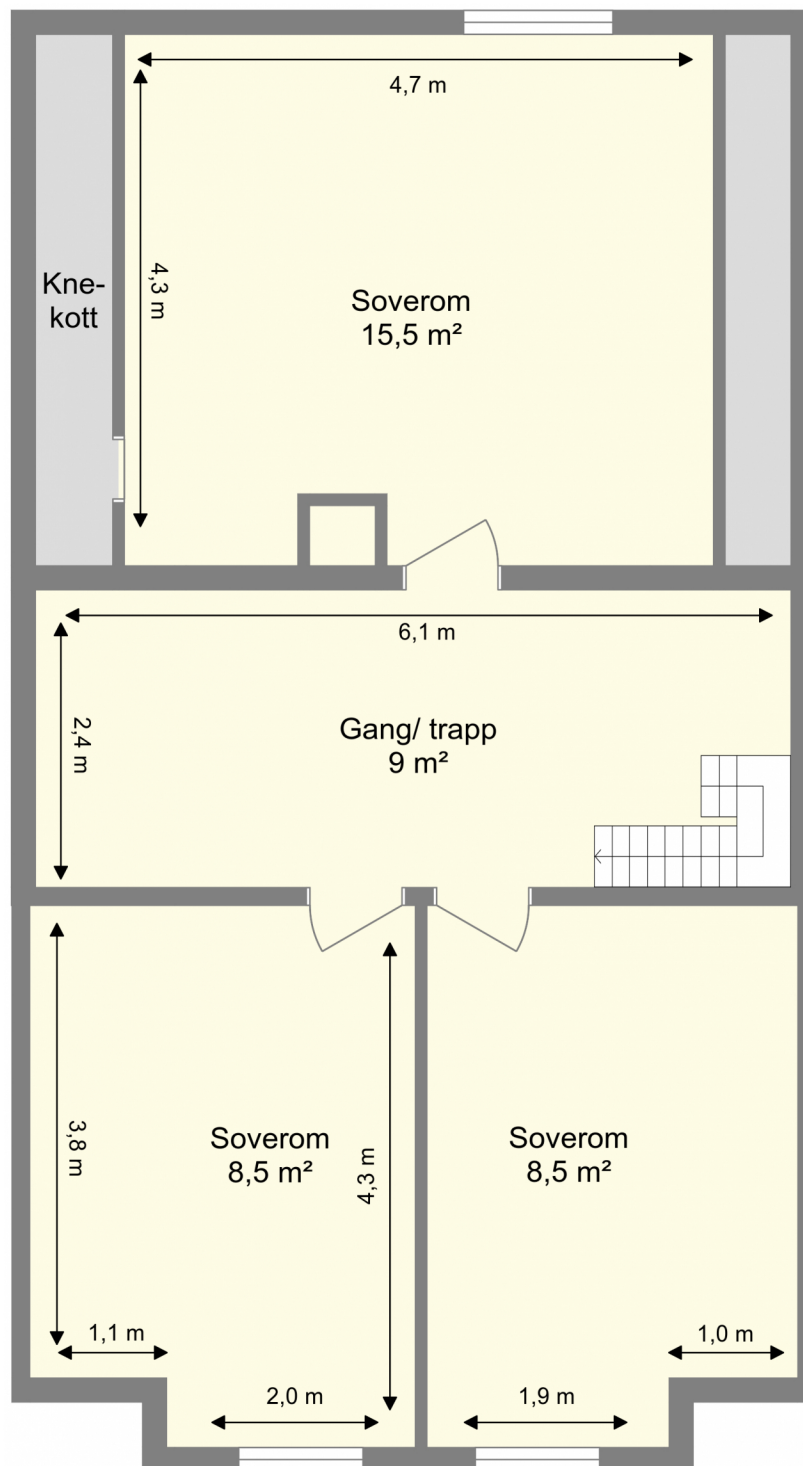 4,7 m
4,3 m
Kne-
kott
Soverom
15,5 m²
6,1 m
2,4 m
Gang/ trapp
9 m²
3,8 m
4,3 m
Soverom
8,5 m²
Soverom
8,5 m²
1,1 m
1,0 m
2,0 m
1,9 m